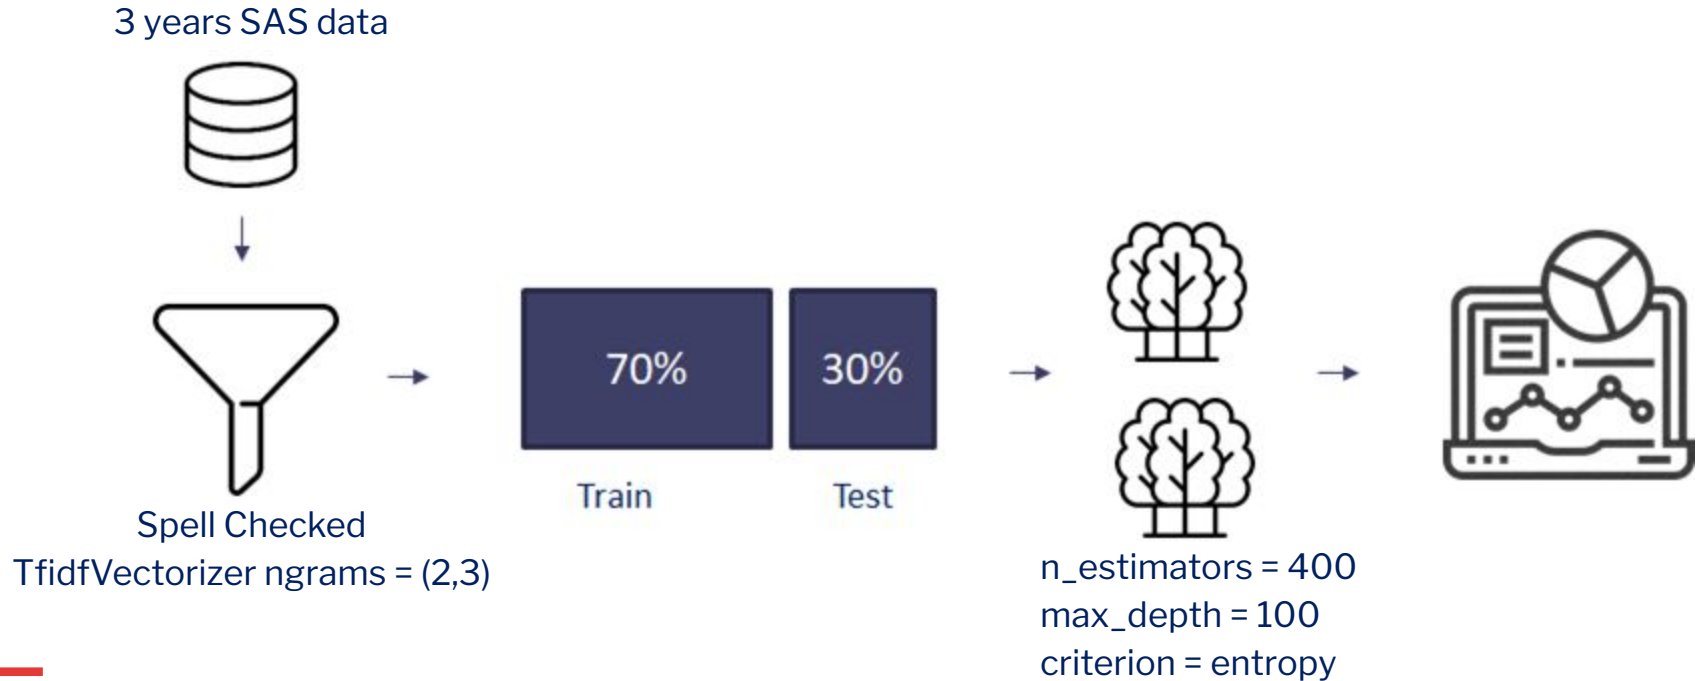 3 years SAS data
Spell Checked
TfidfVectorizer ngrams = (2,3)
70%
30%
Train
Test
n_estimators = 400
max_depth = 100
criterion = entropy